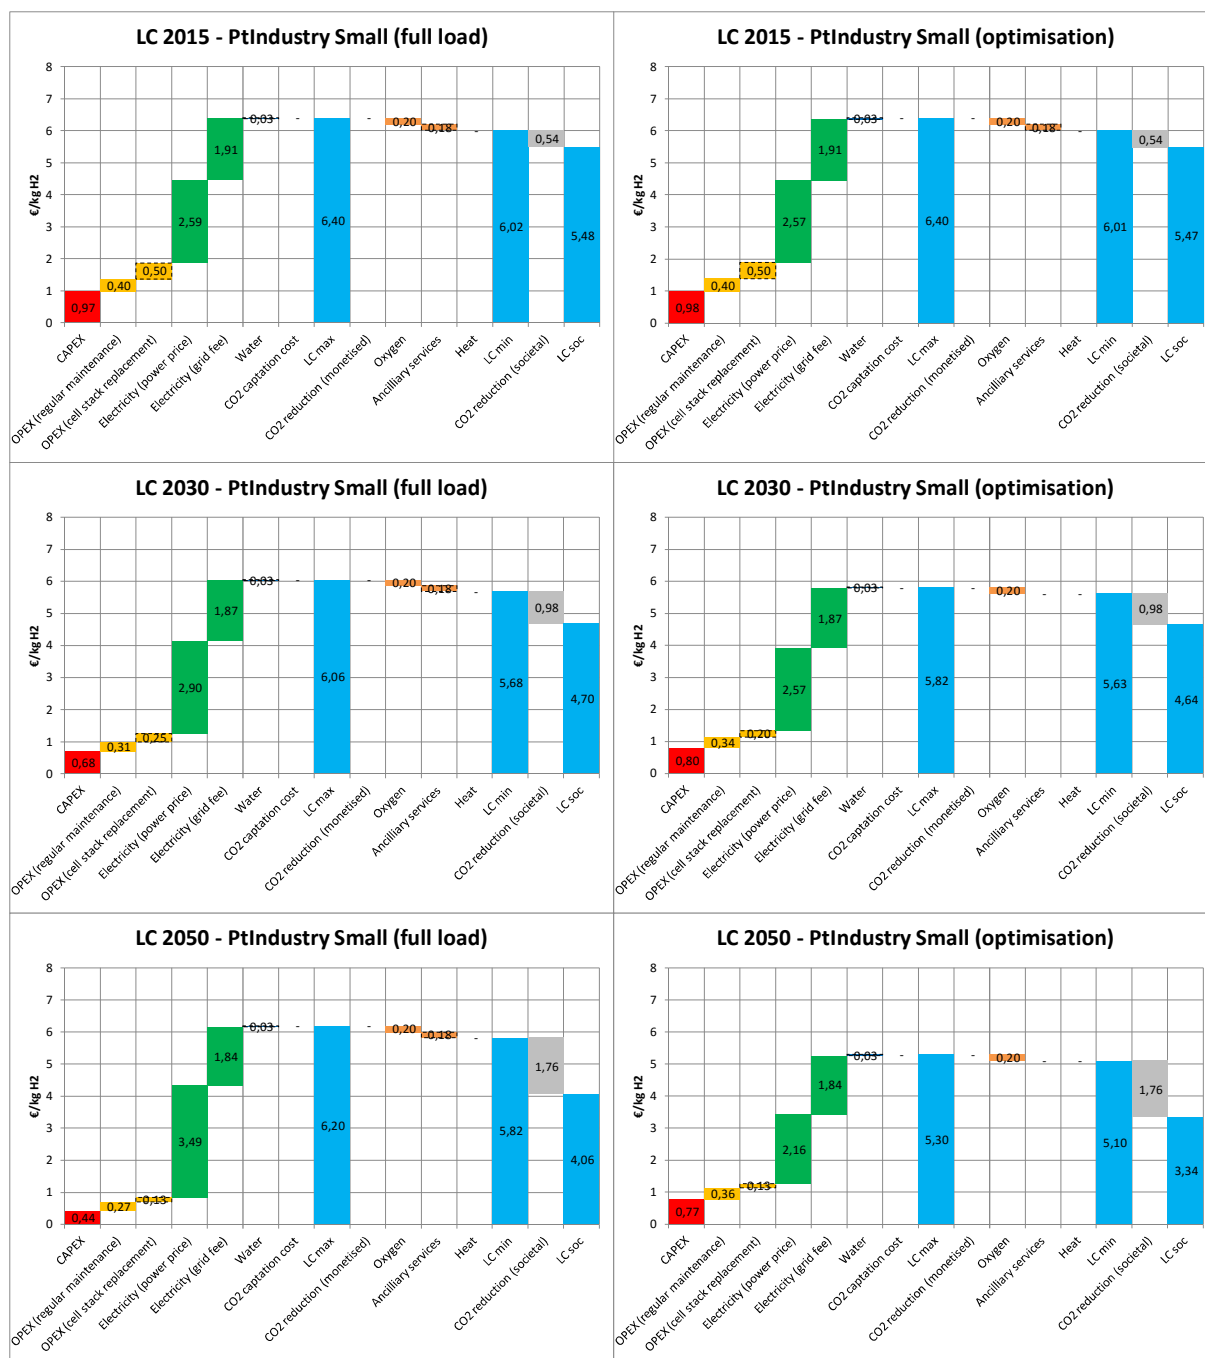 LC 2015 - PtIndustry Small (full load)
8
7
6
5
4
3
2
1
0
€/kg H2
0,97
0,40
0,50
2,59
1,91
0,03
-
6,40
-
0,20
0,18
-
6,02
0,54
5,48
CAPEX
OPEX (regular maintenance)
OPEX (cell stack replacement)
Electricity (power price)
Electricity (grid fee)
Water
CO2 captation cost
LC max
CO2 reduction (monetised)
Oxygen
Ancilliary services
Heat
LC min
CO2 reduction (societal)
LC soc
LC 2015 - PtIndustry Small (optimisation)
8
7
6
5
4
3
2
1
0
€/kg H2
0,98
0,40
0,50
2,57
1,91
0,03
-
6,40
-
0,20
0,18
-
6,01
0,54
5,47
CAPEX
OPEX (regular maintenance)
OPEX (cell stack replacement)
Electricity (power price)
Electricity (grid fee)
Water
CO2 captation cost
LC max
CO2 reduction (monetised)
Oxygen
Ancilliary services
Heat
LC min
CO2 reduction (societal)
LC soc
LC 2030 - PtIndustry Small (full load)
8
7
6
5
4
3
2
1
0
€/kg H2
0,68
0,31
0,25
2,90
1,87
0,03
-
6,06
-
0,20
0,18
-
5,68
0,98
4,70
CAPEX
OPEX (regular maintenance)
OPEX (cell stack replacement)
Electricity (power price)
Electricity (grid fee)
Water
CO2 captation cost
LC max
CO2 reduction (monetised)
Oxygen
Ancilliary services
Heat
LC min
CO2 reduction (societal)
LC soc
LC 2030 - PtIndustry Small (optimisation)
8
7
6
5
4
3
2
1
0
€/kg H2
0,80
0,34
0,20
2,57
1,87
0,03
-
5,82
-
0,20
-
-
5,63
0,98
4,64
CAPEX
OPEX (regular maintenance)
OPEX (cell stack replacement)
Electricity (power price)
Electricity (grid fee)
Water
CO2 captation cost
LC max
CO2 reduction (monetised)
Oxygen
Ancilliary services
Heat
LC min
CO2 reduction (societal)
LC soc
LC 2050 - PtIndustry Small (full load)
8
7
6
5
4
3
2
1
0
€/kg H2
0,44
0,27
0,13
3,49
1,84
0,03
-
6,20
-
0,20
0,18
-
5,82
1,76
4,06
CAPEX
OPEX (regular maintenance)
OPEX (cell stack replacement)
Electricity (power price)
Electricity (grid fee)
Water
CO2 captation cost
LC max
CO2 reduction (monetised)
Oxygen
Ancilliary services
Heat
LC min
CO2 reduction (societal)
LC soc
LC 2050 - PtIndustry Small (optimisation)
8
7
6
5
4
3
2
1
0
€/kg H2
0,77
0,36
0,13
2,16
1,84
0,03
-
5,30
-
0,20
-
-
5,10
1,76
3,34
CAPEX
OPEX (regular maintenance)
OPEX (cell stack replacement)
Electricity (power price)
Electricity (grid fee)
Water
CO2 captation cost
LC max
CO2 reduction (monetised)
Oxygen
Ancilliary services
Heat
LC min
CO2 reduction (societal)
LC soc